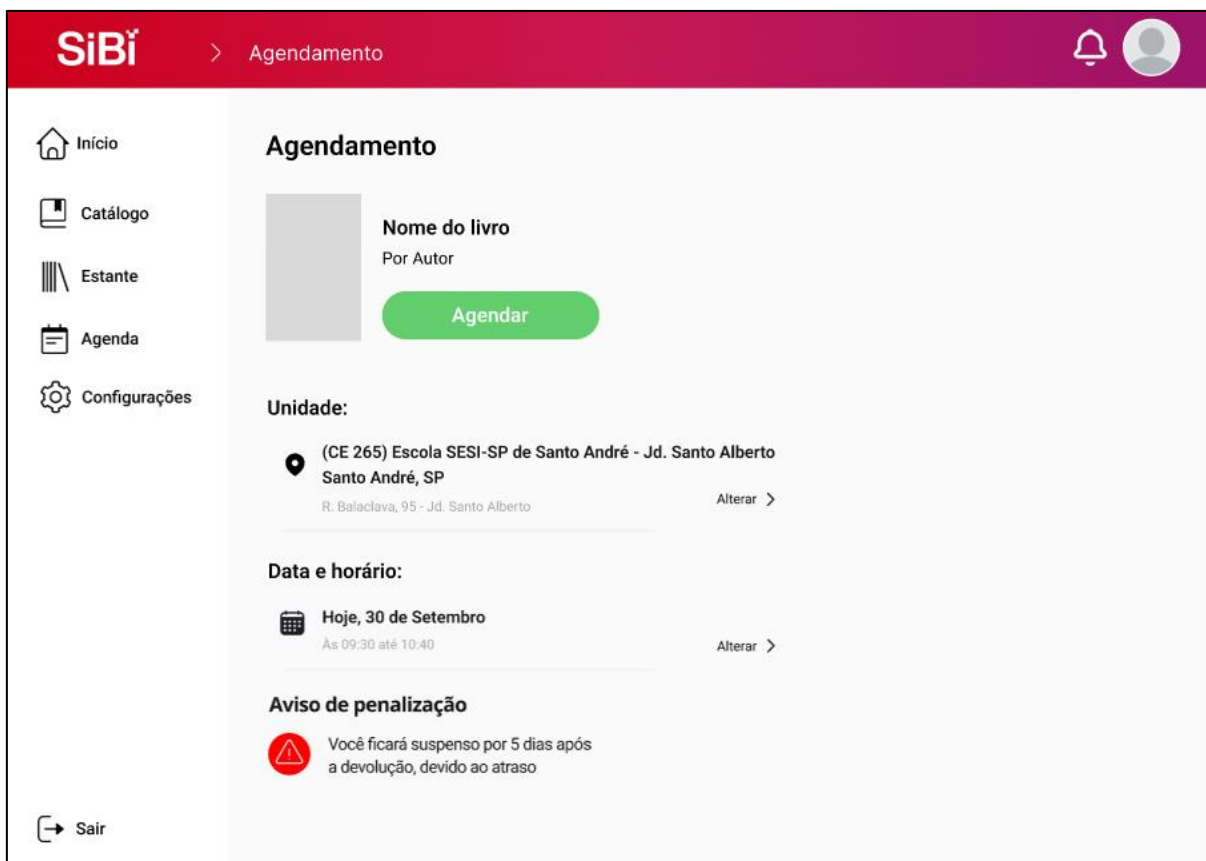 SiBi
Agendamento
Início
Catálogo
Estante
Agenda
Configurações
Sair
Agendamento
Nome do livro
Por Autor
Agendar
Unidade:
(CE 265) Escola SESI-SP de Santo André - Jd. Santo Alberto
Santo André, SP
R. Balaclava, 95 - Jd. Santo Alberto
Alterar
Data e horário:
Hoje, 30 de Setembro
Às 09:30 até 10:40
Alterar
Aviso de penalização
Você ficará suspenso por 5 dias após
a devolução, devido ao atraso